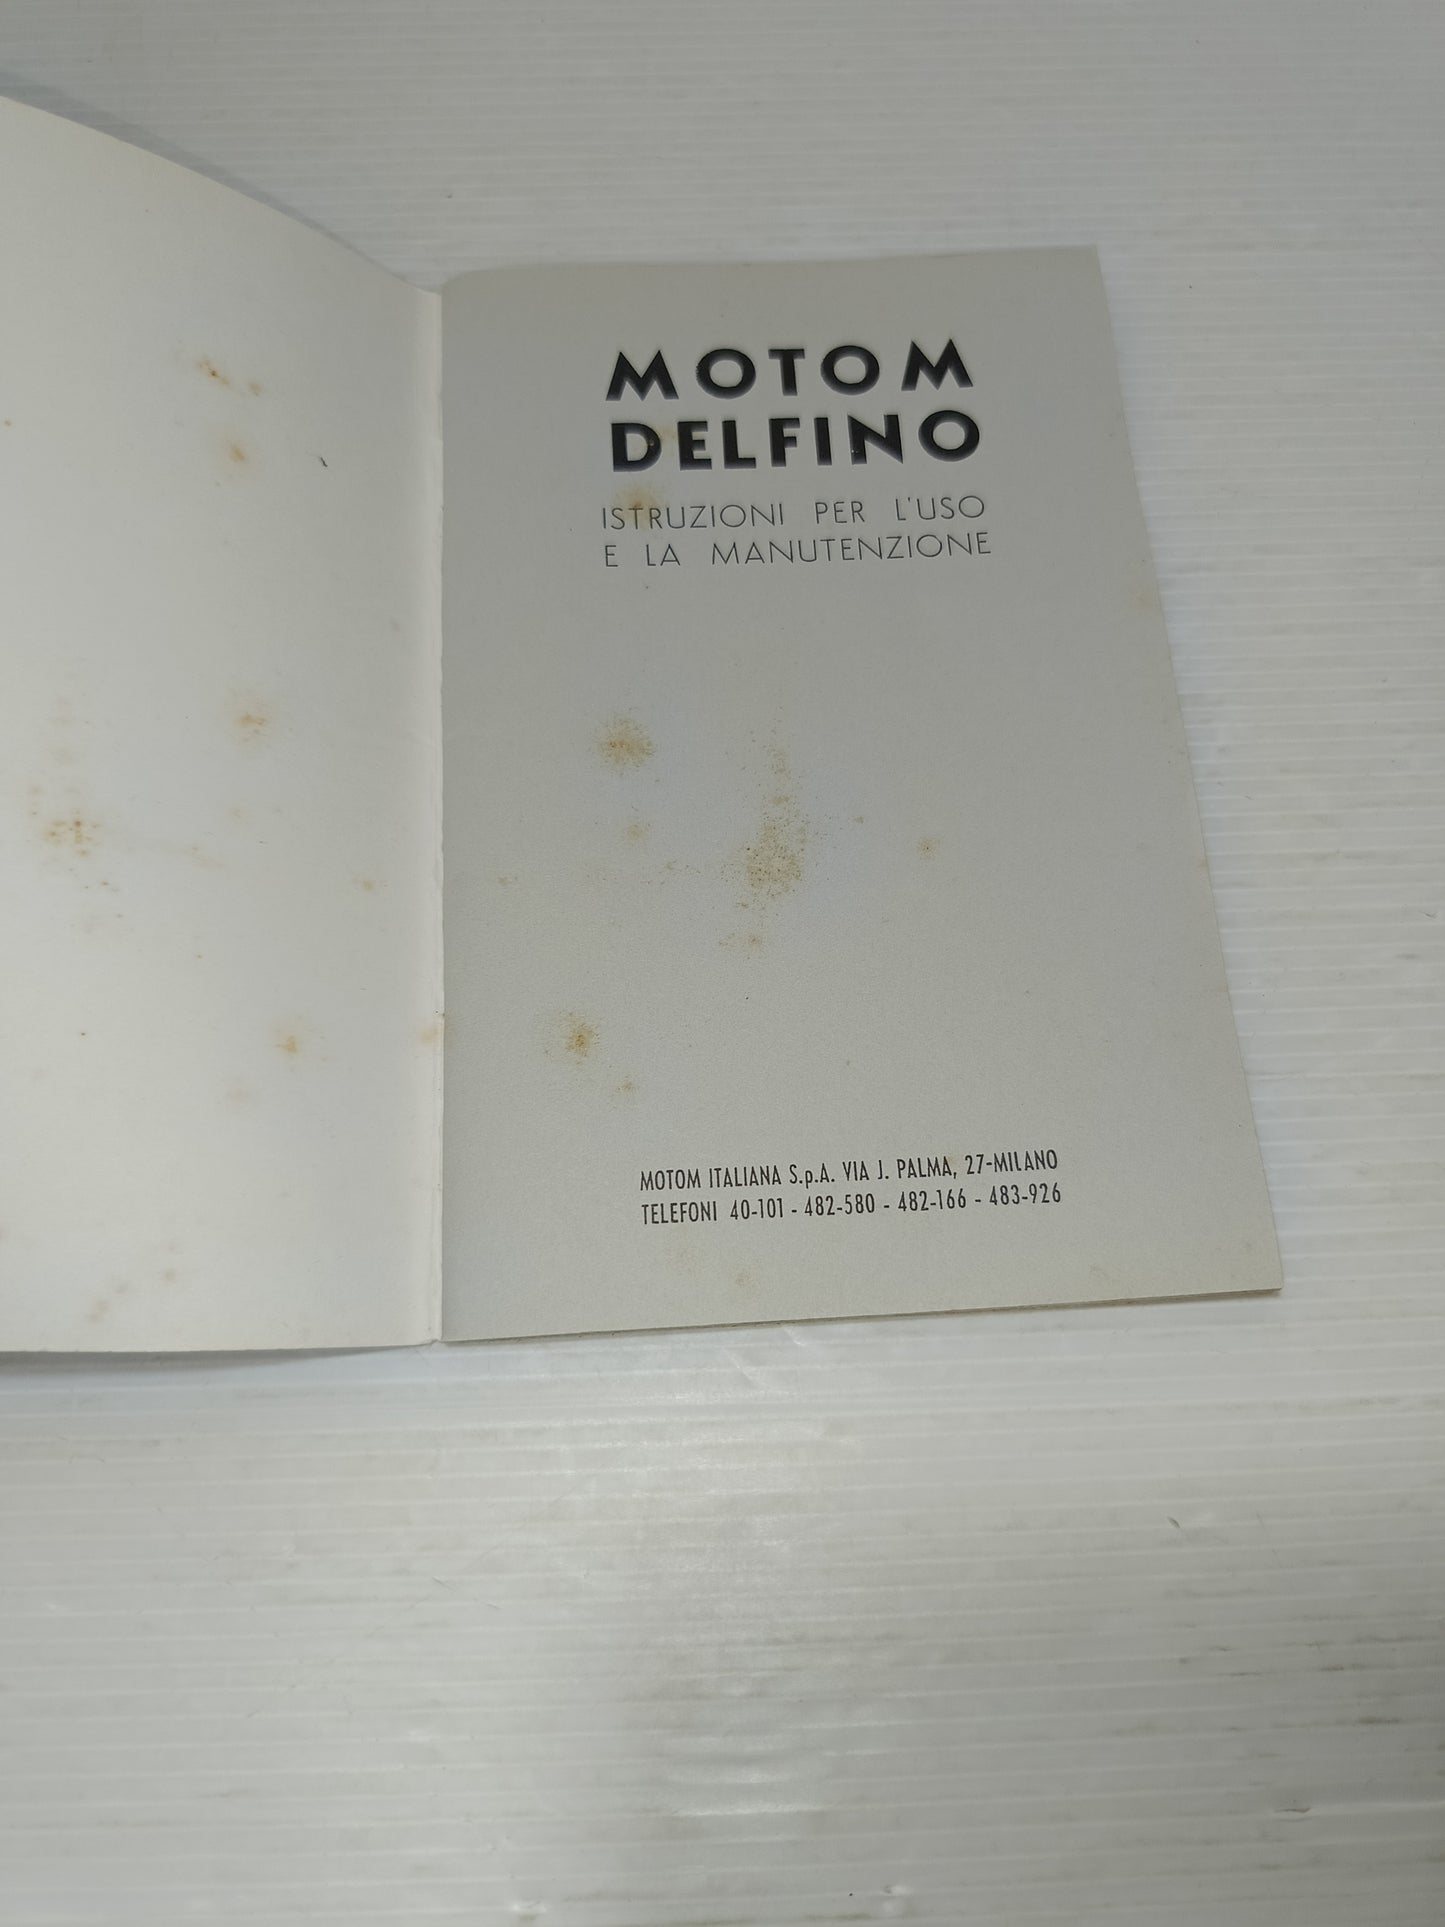 MOTOM
DELFINO
ISTRUZIONI PER L'USO
E LA MANUTENZIONE
MOTOM ITALIANA S.p.A. VIA J. PALMA, 27-MILANO
TELEFONI 40-101 - 482-580 - 482-166 - 483-926